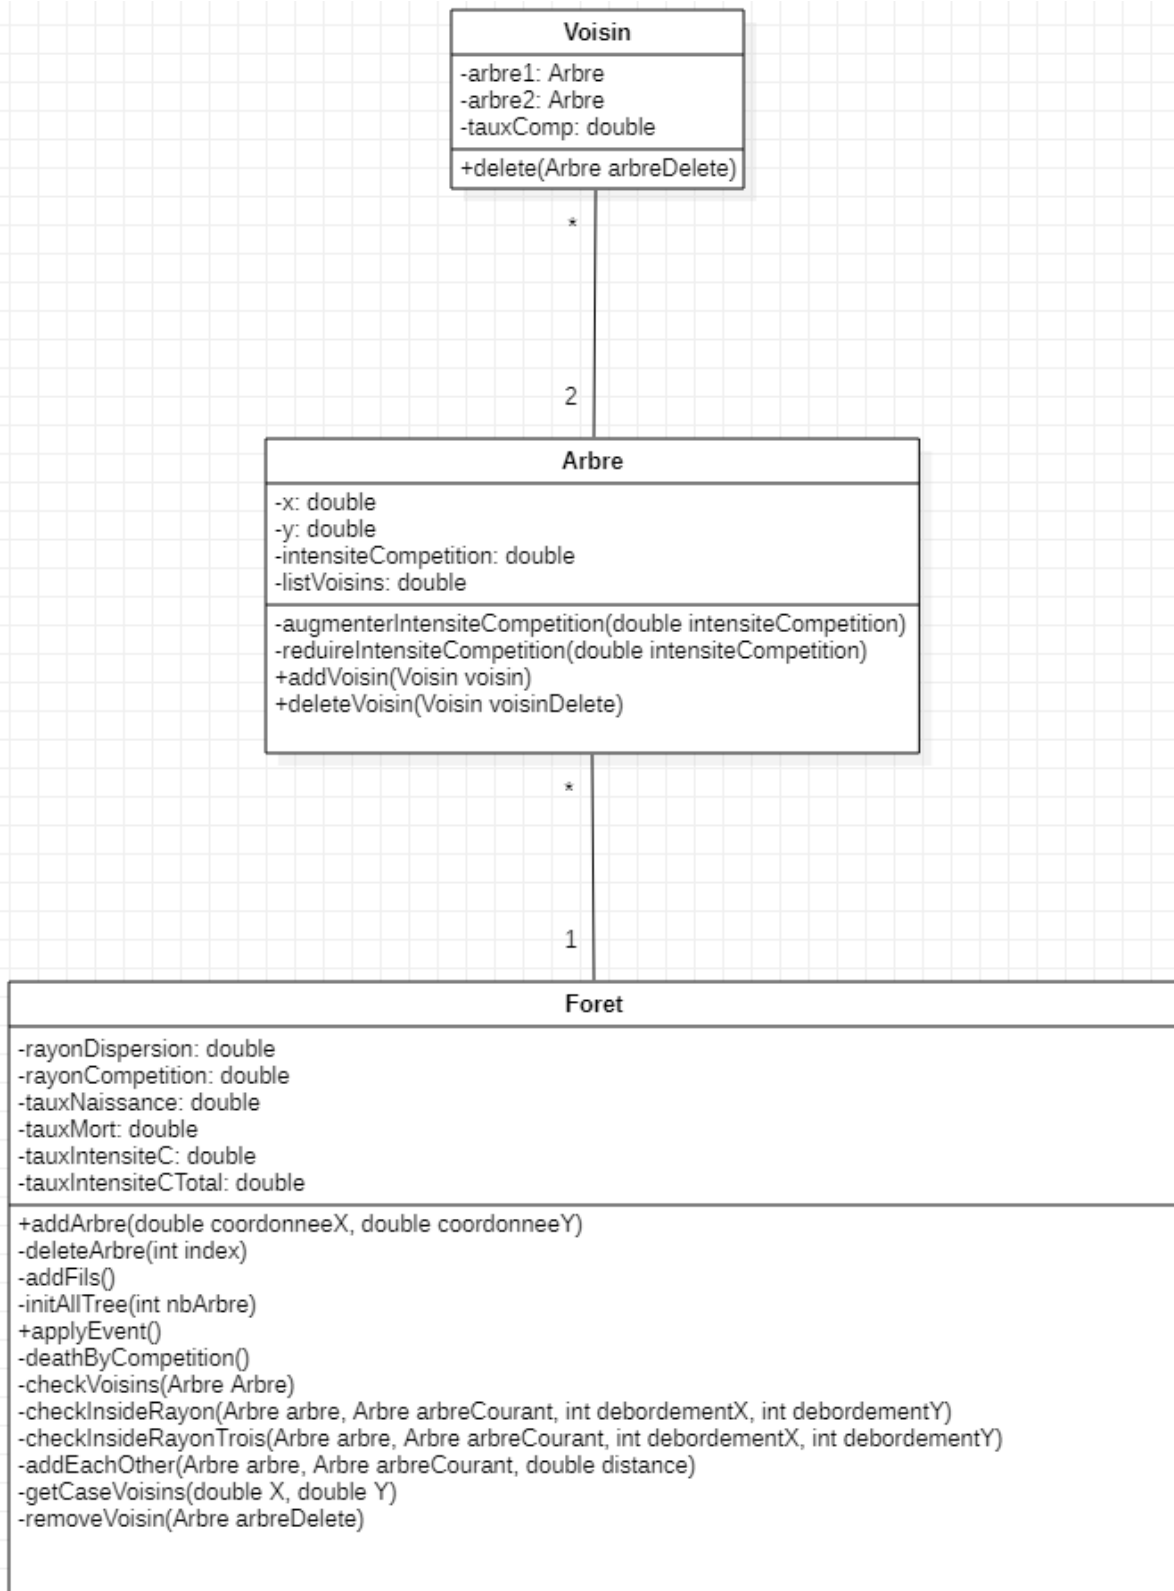 Voisin
-arbre1: Arbre
-arbre2: Arbre
-tauxComp: double
+delete(Arbre arbreDelete)
*
2
Arbre
-x: double
-y: double
-intensiteCompetition: double
-listVoisins: double
-augmenterIntensiteCompetition(double intensiteCompetition)
-reduireIntensiteCompetition(double intensiteCompetition)
+addVoisin(Voisin voisin)
+deleteVoisin(Voisin voisinDelete)
*
1
Foret
-rayonDispersion: double
-rayonCompetition: double
-tauxNaissance: double
-tauxMort: double
-tauxIntensiteC: double
-tauxIntensiteCTotal: double
+addArbre(double coordonneeX, double coordonneeY)
-deleteArbre(int index)
-addFils()
-initAllTree(int nbArbre)
+applyEvent()
-deathByCompetition()
-checkVoisins(Arbre Arbre)
-checkInsideRayon(Arbre arbre, Arbre arbreCourant, int debordementX, int debordementY)
-checkInsideRayonTrois(Arbre arbre, Arbre arbreCourant, int debordementX, int debordementY)
-addEachOther(Arbre arbre, Arbre arbreCourant, double distance)
-getCaseVoisins(double X, double Y)
-removeVoisin(Arbre arbreDelete)